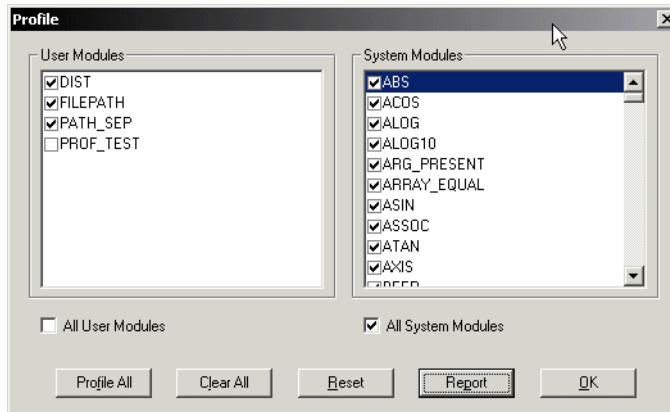 Profile
User Modules
DIST
FILEPATH
PATH_SEP
PROF_TEST
System Modules
ABS
ACOS
ALOG
ALOG10
ARG_PRESENT
ARRAY_EQUAL
ASIN
ASSOC
ATAN
AXIS
All User Modules
All System Modules
Profile All
Clear All
Reset
Report
OK